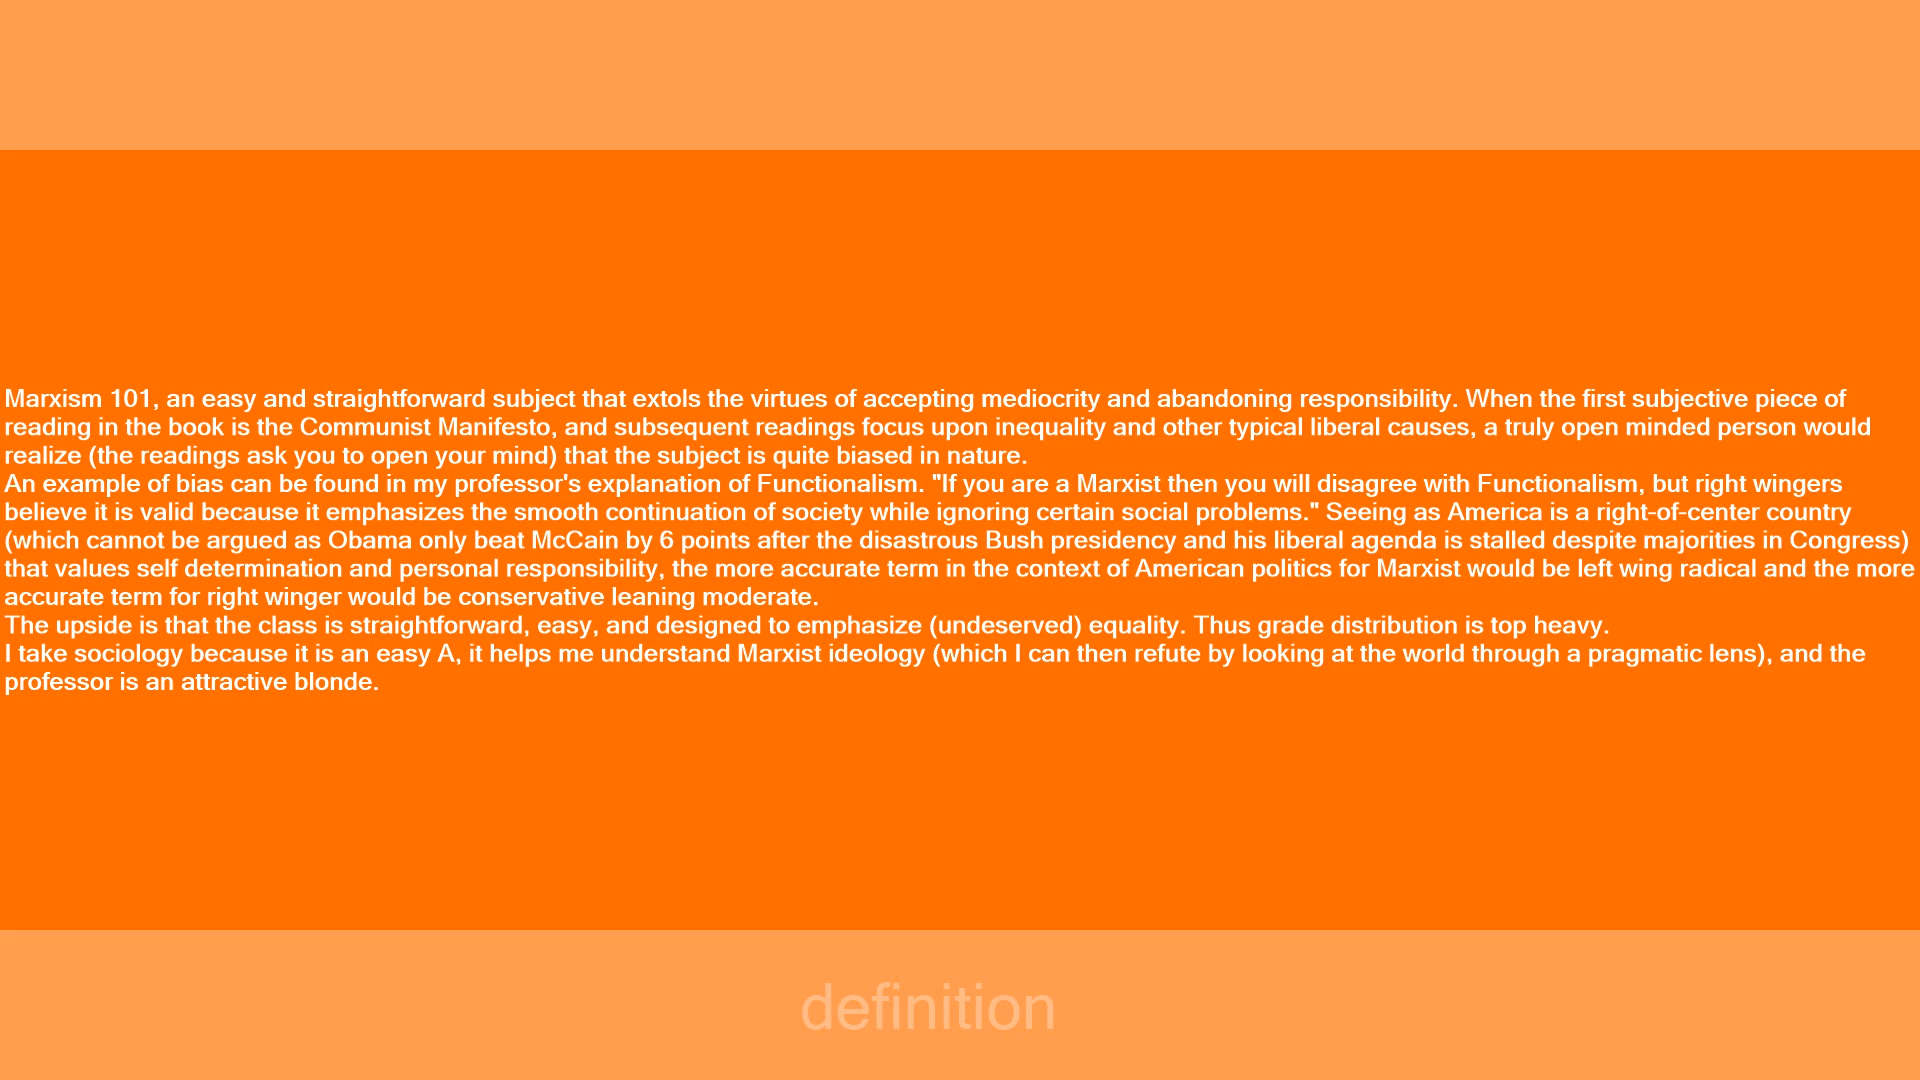 Marxism 101, an easy and straightforward subject that extols the virtues of accepting mediocrity and abandoning responsibility. When the first subjective piece of
reading in the book is the Communist Manifesto, and subsequent readings focus upon inequality and other typical liberal causes, a truly open minded person would
realize (the readings ask you to open your mind) that the subject is quite biased in nature.
An example of bias can be found in my professor's explanation of Functionalism. "If you are a Marxist then you will disagree with Functionalism, but right wingers
believe it is valid because it emphasizes the smooth continuation of society while ignoring certain social problems." Seeing as America is a right-of-center country
(which cannot be argued as Obama only beat McCain by 6 points after the disastrous Bush presidency and his liberal agenda is stalled despite majorities in Congress)
that values self determination and personal responsibility, the more accurate term in the context of American politics for Marxist would be left wing radical and the more
accurate term for right winger would be conservative leaning moderate.
The upside is that the class is straightforward, easy, and designed to emphasize (undeserved) equality. Thus grade distribution is top heavy.
I take sociology because it is an easy A, it helps me understand Marxist ideology (which I can then refute by looking at the world through a pragmatic lens), and the
professor is an attractive blonde.
definition